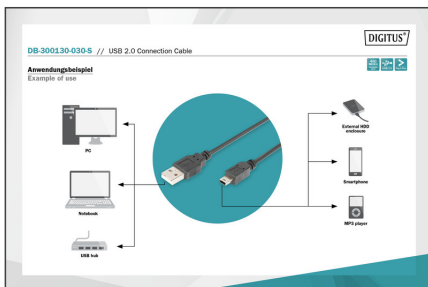 DIGITUS®
DB-300130-030-S // USB 2.0 Connection Cable
Anwendungsbeispiel
Example of use
PC
Notebook
USB hub
External HDD
enclosure
Smartphone
MP3 player